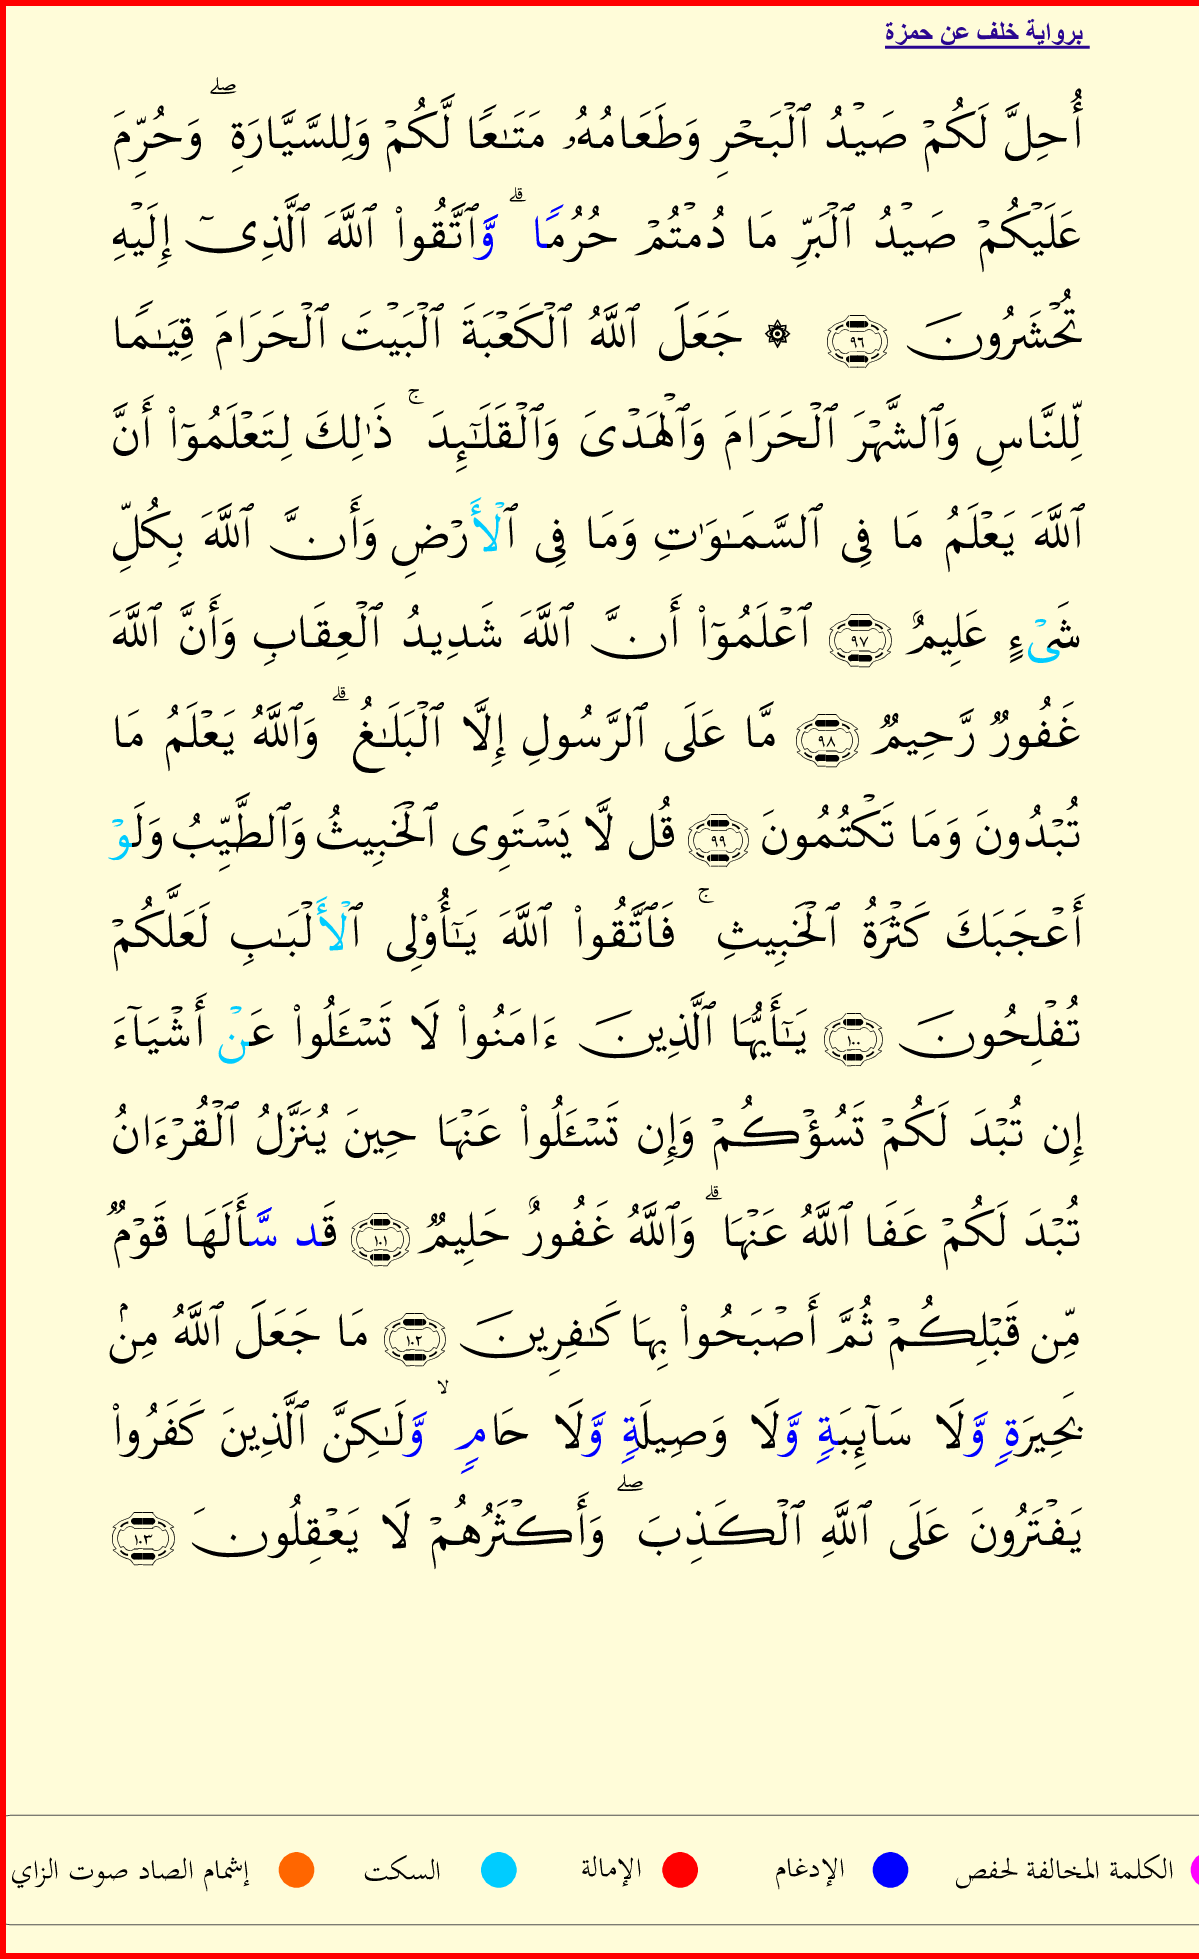 برواية خلف عن حمزة
أُحِلَّ لَكُمْ صَيْدُ ٱلْبَحْرِ وَطَعَامُهُۥ مَتَـٰعًا لَّكُمْ وَلِلسَّيَّارَةِ ۖ وَحُرِّمَ
عَلَيْكُمْ صَيْدُ ٱلْبَرِّ مَا دُمْتُمْ حُرُمًا ۗ وَّٱتَّقُوا۟ ٱللَّهَ ٱلَّذِىٓ إِلَيْهِ
تُحْشَرُونَ ٩٦ ۞ جَعَلَ ٱللَّهُ ٱلْكَعْبَةَ ٱلْبَيْتَ ٱلْحَرَامَ قِيَـٰمًا
لِّلنَّاسِ وَٱلشَّهْرَ ٱلْحَرَامَ وَٱلْهَدْىَ وَٱلْقَلَـٰٓئِدَ ۚ ذَٰلِكَ لِتَعْلَمُوٓا۟ أَنَّ
ٱللَّهَ يَعْلَمُ مَا فِى ٱلسَّمَـٰوَٰتِ وَمَا فِى ٱلْأَرْضِ وَأَنَّ ٱللَّهَ بِكُلِّ
شَىْءٍ عَلِيمٌ ٩٧ ٱعْلَمُوٓا۟ أَنَّ ٱللَّهَ شَدِيدُ ٱلْعِقَابِ وَأَنَّ ٱللَّهَ
غَفُورٌ رَّحِيمٌ ٩٨ مَّا عَلَى ٱلرَّسُولِ إِلَّا ٱلْبَلَـٰغُ ۗ وَٱللَّهُ يَعْلَمُ مَا
تُبْدُونَ وَمَا تَكْتُمُونَ ٩٩ قُل لَّا يَسْتَوِى ٱلْخَبِيثُ وَٱلطَّيِّبُ وَلَوْ
أَعْجَبَكَ كَثْرَةُ ٱلْخَبِيثِ ۚ فَٱتَّقُوا۟ ٱللَّهَ يَـٰٓأُو۟لِى ٱلْأَلْبَـٰبِ لَعَلَّكُمْ
تُفْلِحُونَ ١٠٠ يَـٰٓأَيُّهَا ٱلَّذِينَ ءَامَنُوا۟ لَا تَسْـَٔلُوا۟ عَنْ أَشْيَآءَ
إِن تُبْدَ لَكُمْ تَسُؤْكُمْ وَإِن تَسْـَٔلُوا۟ عَنْهَا حِينَ يُنَزَّلُ ٱلْقُرْءَانُ
تُبْدَ لَكُمْ عَفَا ٱللَّهُ عَنْهَا ۗ وَٱللَّهُ غَفُورٌ حَلِيمٌ ١٠١ قَد سَّأَلَهَا قَوْمٌ
مِّن قَبْلِكُمْ ثُمَّ أَصْبَحُوا۟ بِهَا كَـٰفِرِينَ ١٠٢ مَا جَعَلَ ٱللَّهُ مِنۢ
بَحِيرَةٍ وَّلَا سَآئِبَةٍ وَّلَا وَصِيلَةٍ وَّلَا حَامٍ ۙ وَّلَـٰكِنَّ ٱلَّذِينَ كَفَرُوا۟
يَفْتَرُونَ عَلَى ٱللَّهِ ٱلْكَذِبَ ۖ وَأَكْثَرُهُمْ لَا يَعْقِلُونَ ١٠٣
الكلمة المخالفة لحفص الإدغام الإمالة السكت إشمام الصاد صوت الزاي